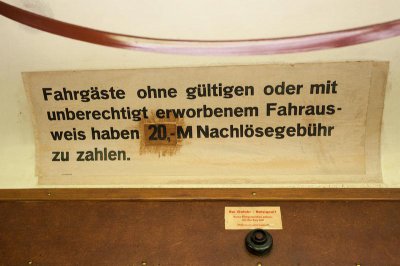 Fahrgäste ohne gültigen oder mit
unberechtigt erworbenem Fahraus-
weis haben 20,-M Nachlösegebühr
zu zahlen.